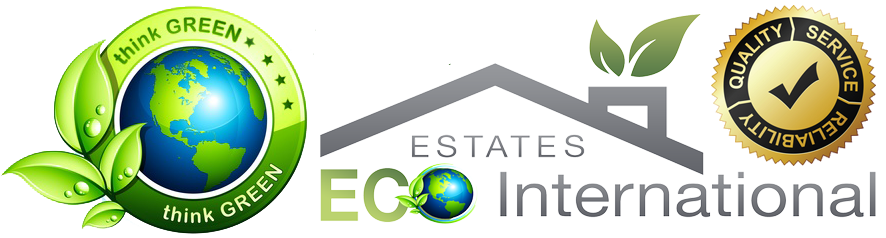 think GREEN
think GREEN
ESTATES
ECO International
QUALITY
SERVICE
RELIABILITY